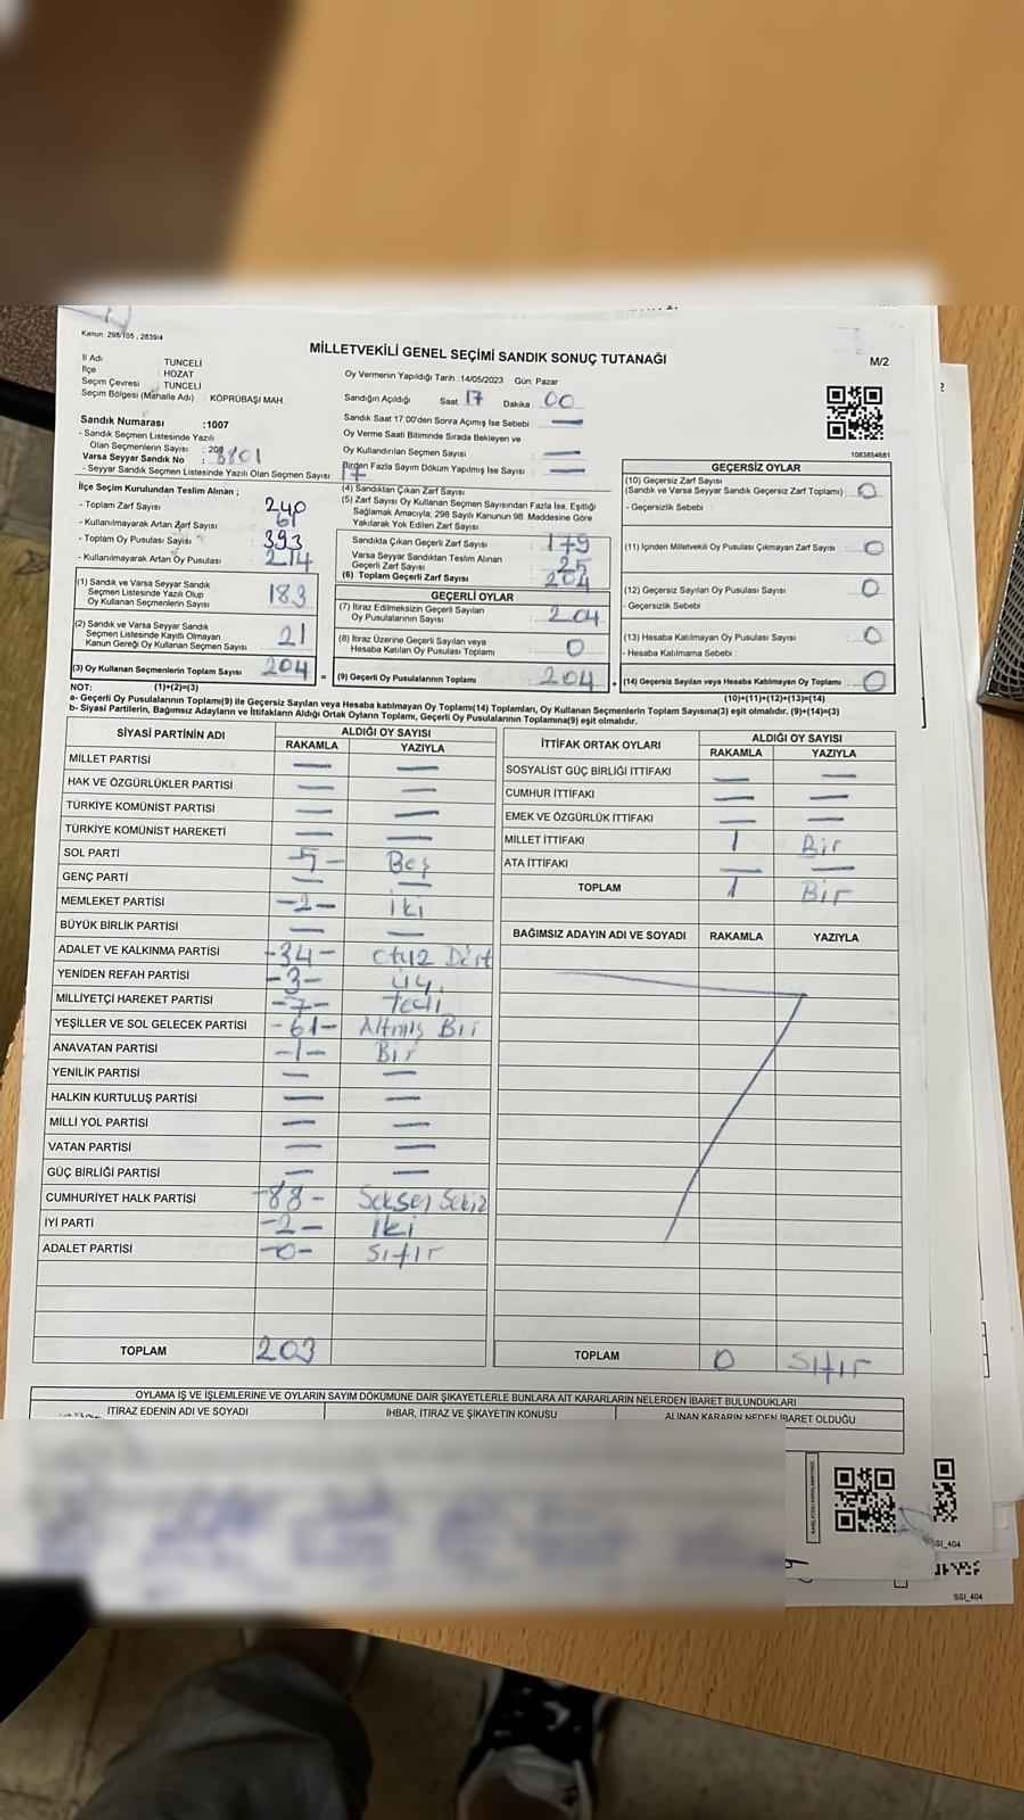 Kanun: 298/105 , 2839/4
MİLLETVEKİLİ GENEL SEÇİMİ SANDIK SONUÇ TUTANAĞI
M/2
İl Adı TUNCELİ
İlçe HOZAT
Seçim Çevresi TUNCELİ
Seçim Bölgesi (Mahalle Adı) KÖPRÜBAŞI MAH
Oy Vermenin Yapıldığı Tarih :14/05/2023 Gün: Pazar
Sandığın Açıldığı Saat 17 Dakika 00
Sandık Saat 17 00'den Sonra Açımış İse Sebebi —
Oy Verme Saati Bitiminde Sırada Bekleyen ve
Oy Kullandırılan Seçmen Sayısı —
Birden Fazla Sayım Döküm Yapılmış İse Sayısı —
Sandık Numarası :1007
- Sandık Seçmen Listesinde Yazılı
Olan Seçmenlerin Sayısı :
Varsa Seyyar Sandık No : 8801
- Seyyar Sandık Seçmen Listesinde Yazılı Olan Seçmen Sayısı 17
İlçe Seçim Kurulundan Teslim Alınan ;
- Toplam Zarf Sayısı 240
- Kullanılmayarak Artan Zarf Sayısı 61
- Toplam Oy Pusulası Sayısı 393
- Kullanılmayarak Artan Oy Pusulası 214
(1) Sandık ve Varsa Seyyar Sandık
Seçmen Listesinde Yazılı Olup
Oy Kullanan Seçmenlerin Sayısı 183
(2) Sandık ve Varsa Seyyar Sandık
Seçmen Listesinde Kayıtlı Olmayan
Kanun Gereği Oy Kullanan Seçmen Sayısı 21
(3) Oy Kullanan Seçmenlerin Toplam Sayısı 204
(4) Sandıktan Çıkan Zarf Sayısı
(5) Zarf Sayısı Oy Kullanan Seçmen Sayısından Fazla İse, Eşitliği
Sağlamak Amacıyla; 298 Sayılı Kanunun 98. Maddesine Göre
Yakılarak Yok Edilen Zarf Sayısı
Sandıkta Çıkan Geçerli Zarf Sayısı 179
Varsa Seyyar Sandıktan Teslim Alınan
Geçerli Zarf Sayısı 25
(6) Toplam Geçerli Zarf Sayısı 204
GEÇERLİ OYLAR
(7) İtiraz Edilmeksizin Geçerli Sayılan
Oy Pusulalarının Sayısı 204
(8) İtiraz Üzerine Geçerli Sayılan veya
Hesaba Katılan Oy Pusulası Toplamı 0
= (9) Geçerli Oy Pusulalarının Toplamı 204
1083854681
GEÇERSİZ OYLAR
(10) Geçersiz Zarf Sayısı
(Sandık ve Varsa Seyyar Sandık Geçersiz Zarf Toplamı) 0
- Geçersizlik Sebebi
(11) İçinden Milletvekili Oy Pusulası Çıkmayan Zarf Sayısı 0
(12) Geçersiz Sayılan Oy Pusulası Sayısı 0
- Geçersizlik Sebebi
(13) Hesaba Katılmayan Oy Pusulası Sayısı 0
- Hesaba Katılmama Sebebi :
+ (14) Geçersiz Sayılan veya Hesaba Katılmayan Oy Toplamı 0
NOT: (1)+(2)=(3) (10)+(11)+(12)+(13)=(14)
a- Geçerli Oy Pusulalarının Toplamı(9) ile Geçersiz Sayılan veya Hesaba katılmayan Oy Toplamı(14) Toplamları, Oy Kullanan Seçmenlerin Toplam Sayısına(3) eşit olmalıdır. (9)+(14)=(3)
b- Siyasi Partilerin, Bağımsız Adayların ve İttifakların Aldığı Ortak Oyların Toplamı, Geçerli Oy Pusulalarının Toplamına(9) eşit olmalıdır.
SİYASİ PARTİNİN ADI ALDIĞI OY SAYISI
RAKAMLA YAZIYLA
MİLLET PARTİSİ — —
HAK VE ÖZGÜRLÜKLER PARTİSİ — —
TÜRKİYE KOMÜNİST PARTİSİ — —
TÜRKİYE KOMÜNİST HAREKETİ — —
SOL PARTİ -5- Beş
GENÇ PARTİ — —
MEMLEKET PARTİSİ -2- İki
BÜYÜK BİRLİK PARTİSİ — —
ADALET VE KALKINMA PARTİSİ -34- Otuz Dört
YENİDEN REFAH PARTİSİ -3- Üç
MİLLİYETÇİ HAREKET PARTİSİ -7- Yedi
YEŞİLLER VE SOL GELECEK PARTİSİ -61- Altmış Bir
ANAVATAN PARTİSİ -1- Bir
YENİLİK PARTİSİ — —
HALKIN KURTULUŞ PARTİSİ — —
MİLLİ YOL PARTİSİ — —
VATAN PARTİSİ — —
GÜÇ BİRLİĞİ PARTİSİ — —
CUMHURİYET HALK PARTİSİ -88- Seksen Sekiz
İYİ PARTİ -2- İki
ADALET PARTİSİ -0- Sıfır
TOPLAM 203
İTTİFAK ORTAK OYLARI ALDIĞI OY SAYISI
RAKAMLA YAZIYLA
SOSYALİST GÜÇ BİRLİĞİ İTTİFAKI — —
CUMHUR İTTİFAKI — —
EMEK VE ÖZGÜRLÜK İTTİFAKI — —
MİLLET İTTİFAKI 1 Bir
ATA İTTİFAKI — —
TOPLAM 1 Bir
BAĞIMSIZ ADAYIN ADI VE SOYADI RAKAMLA YAZIYLA
TOPLAM 0 Sıfır
OYLAMA İŞ VE İŞLEMLERİNE VE OYLARIN SAYIM DÖKÜMÜNE DAİR ŞİKAYETLERLE BUNLARA AİT KARARLARIN NELERDEN İBARET BULUNDUKLARI
İTİRAZ EDENİN ADI VE SOYADI İHBAR, İTİRAZ VE ŞİKAYETİN KONUSU ALINAN KARARIN NEDEN İBARET OLDUĞU
SGI_404
SGI_404